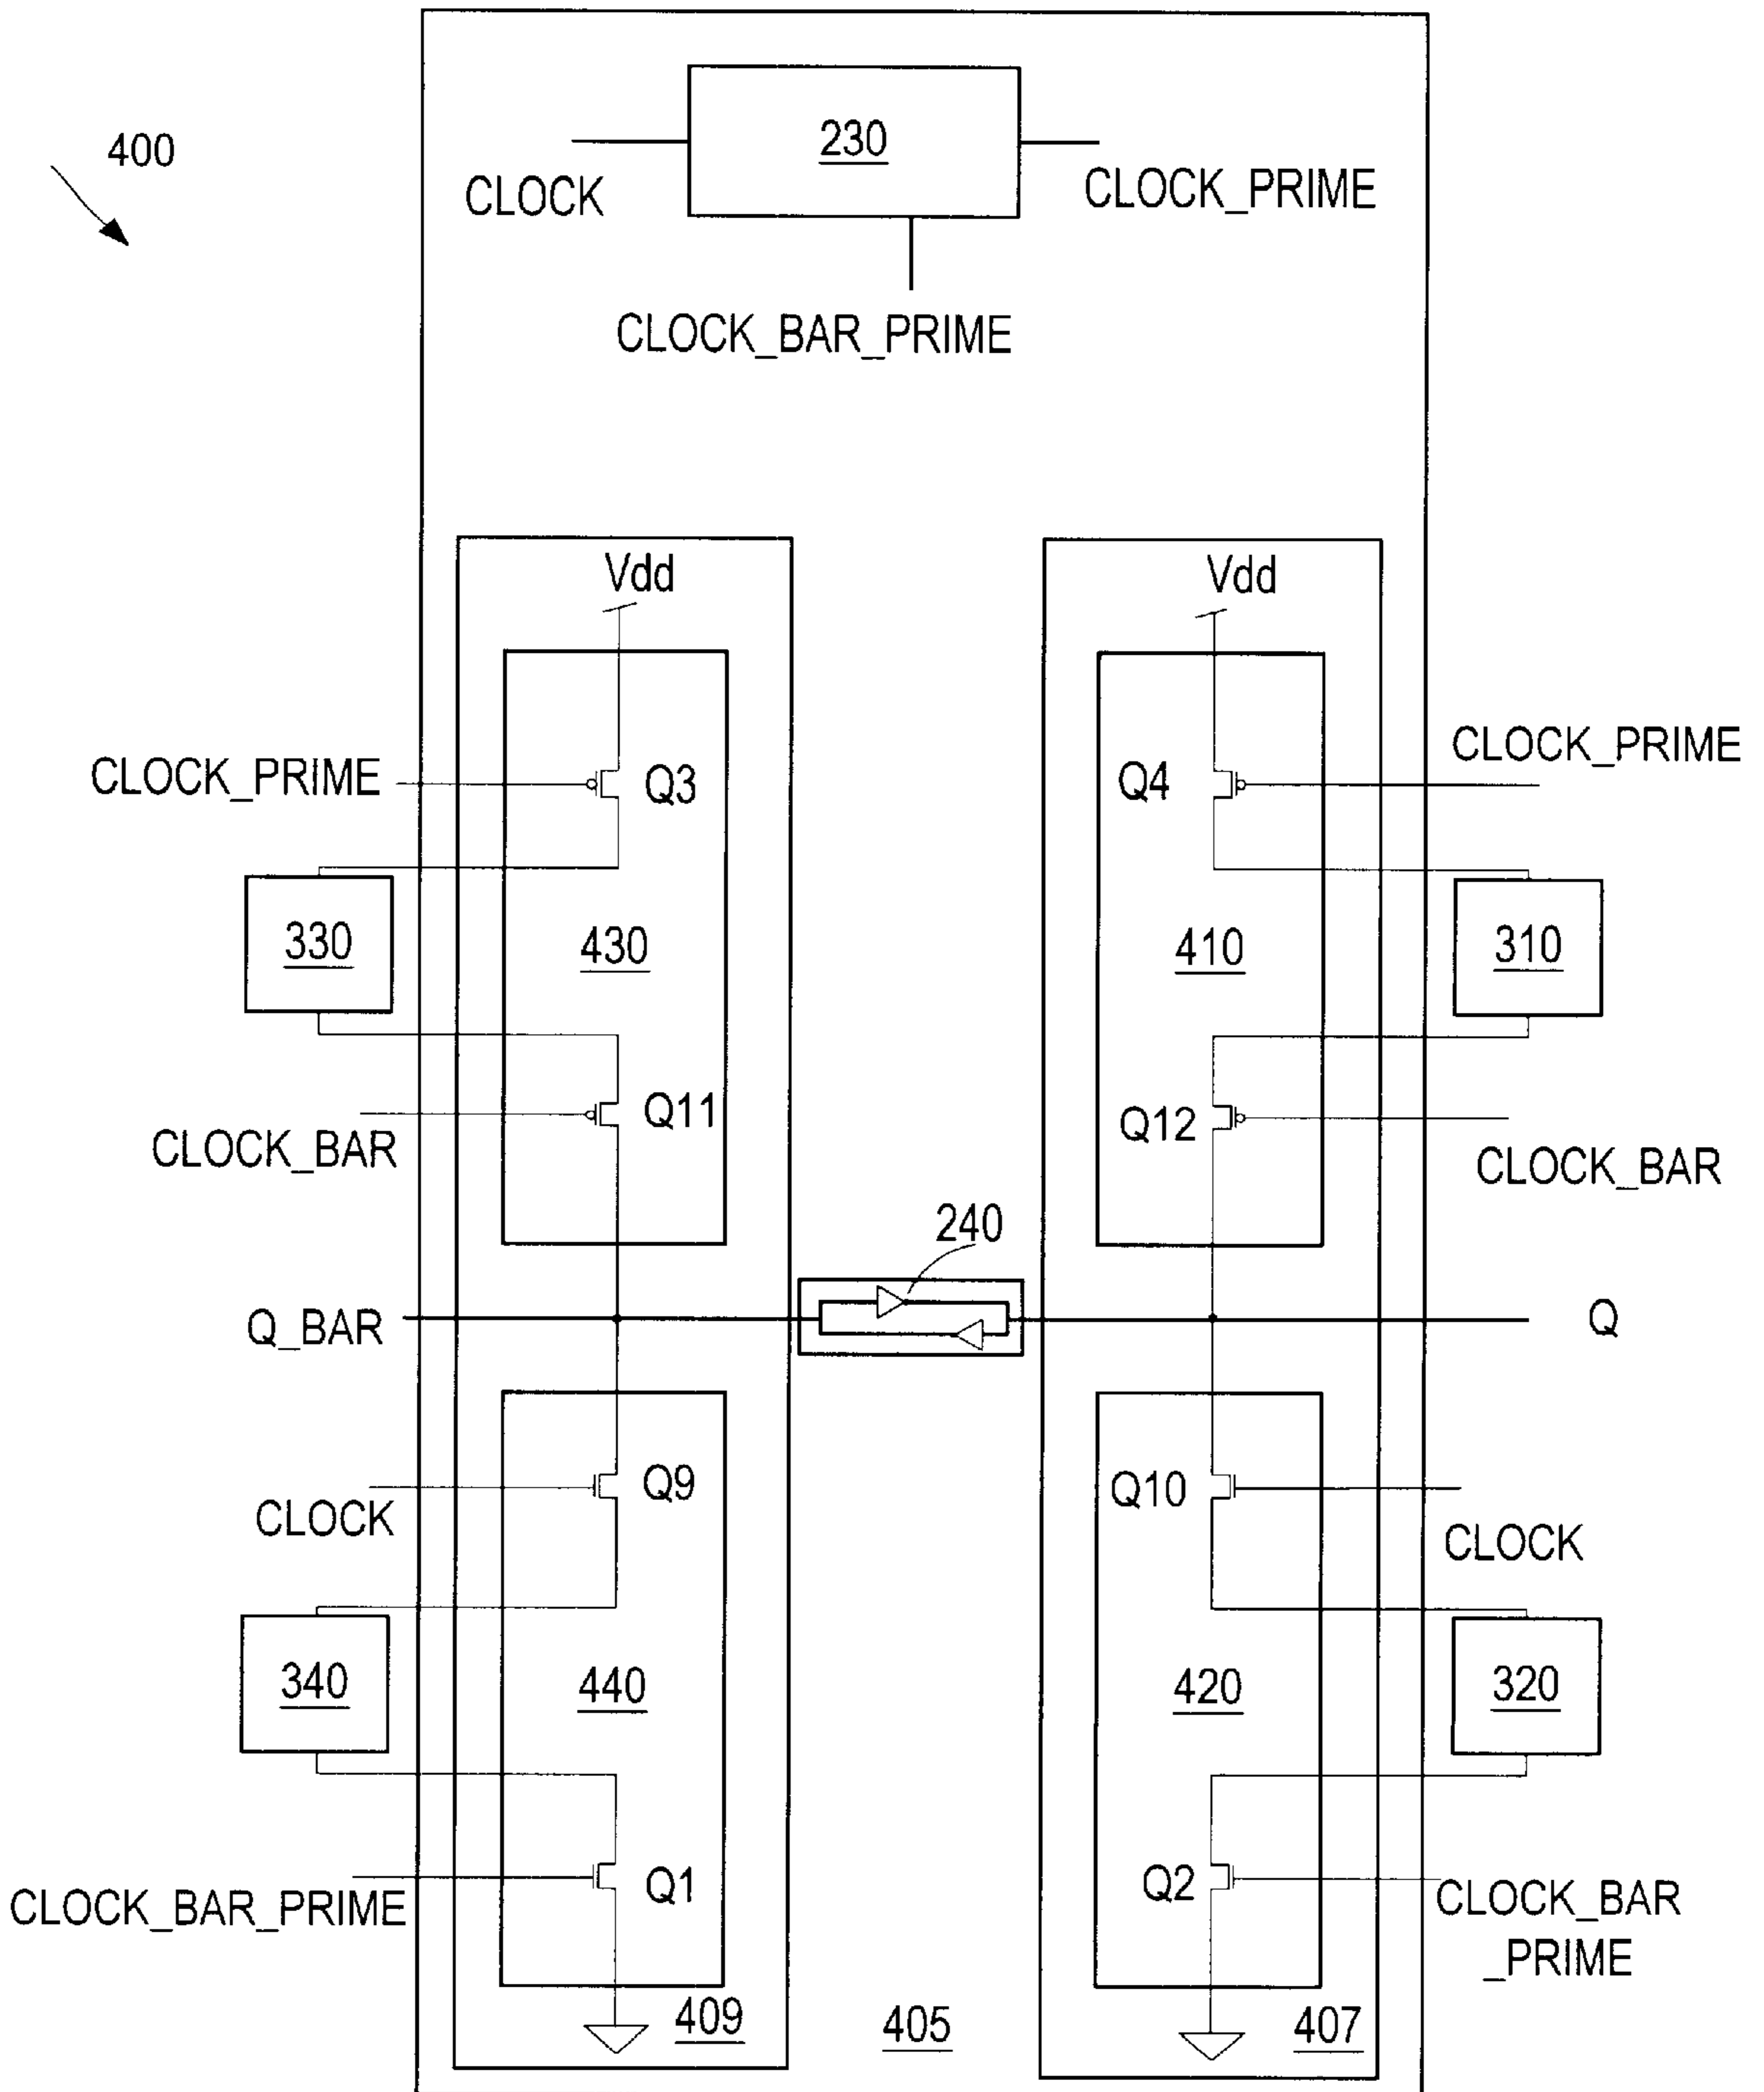 400
230
CLOCK
CLOCK_PRIME
CLOCK_BAR_PRIME
Vdd
Vdd
CLOCK_PRIME
Q3
Q4
CLOCK_PRIME
330
430
410
310
CLOCK_BAR
Q11
Q12
CLOCK_BAR
240
Q_BAR
Q
CLOCK
Q9
Q10
CLOCK
340
440
420
320
CLOCK_BAR_PRIME
Q1
Q2
CLOCK_BAR
_PRIME
409
405
407